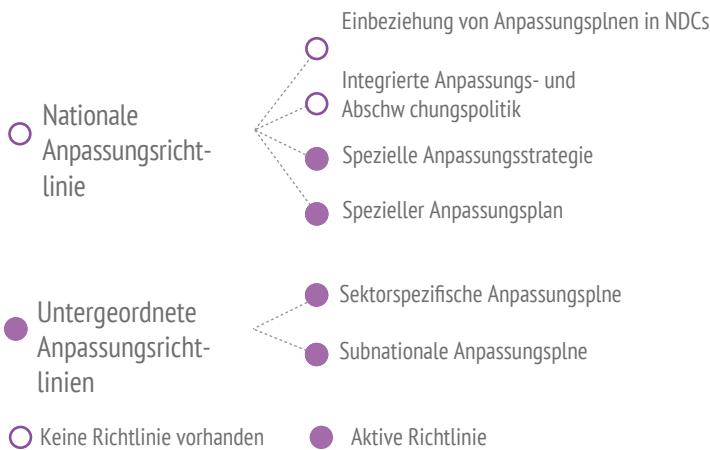 Einbeziehung von Anpassungsplnen in NDCs
Integrierte Anpassungs- und
Abschw chungspolitik
Nationale
Anpassungsricht-
linie
Spezielle Anpassungsstrategie
Spezieller Anpassungsplan
Untergeordnete
Anpassungsricht-
linien
Sektorspezifische Anpassungsplne
Subnationale Anpassungsplne
Keine Richtlinie vorhanden
Aktive Richtlinie